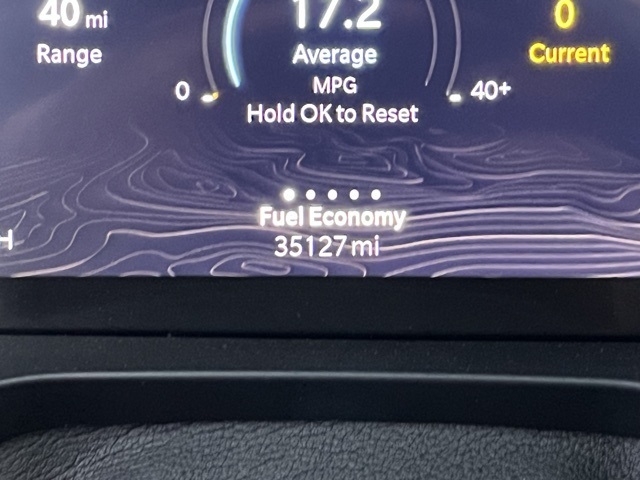 40 mi
Range
17.2
Average
MPG
Hold OK to Reset
0
40+
0
Current
Fuel Economy
35127 mi
H